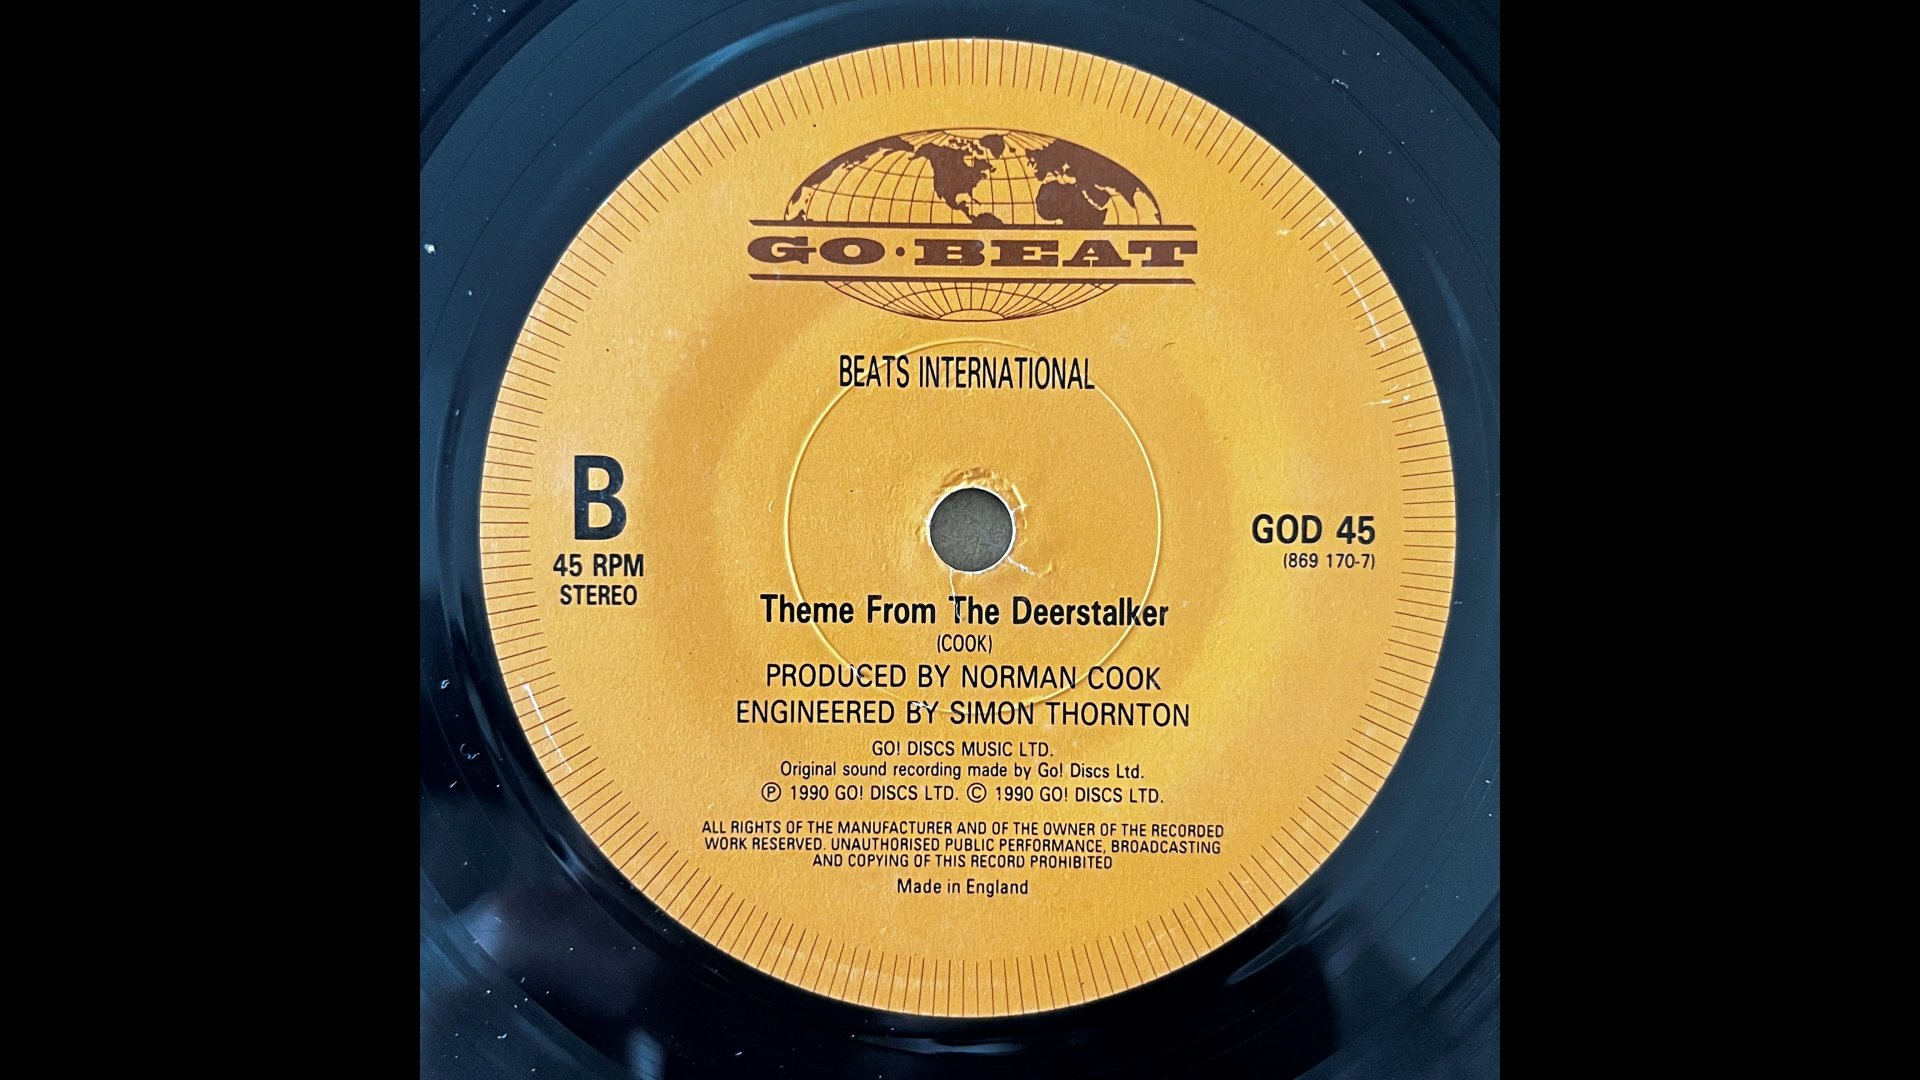 GO·BEAT
BEATS INTERNATIONAL
B
45 RPM
STEREO
GOD 45
(869 170-7)
Theme From The Deerstalker
(COOK)
PRODUCED BY NORMAN COOK
ENGINEERED BY SIMON THORNTON
GO! DISCS MUSIC LTD.
Original sound recording made by Go! Discs Ltd.
Ⓟ 1990 GO! DISCS LTD. © 1990 GO! DISCS LTD.
ALL RIGHTS OF THE MANUFACTURER AND OF THE OWNER OF THE RECORDED
WORK RESERVED. UNAUTHORISED PUBLIC PERFORMANCE, BROADCASTING
AND COPYING OF THIS RECORD PROHIBITED
Made in England